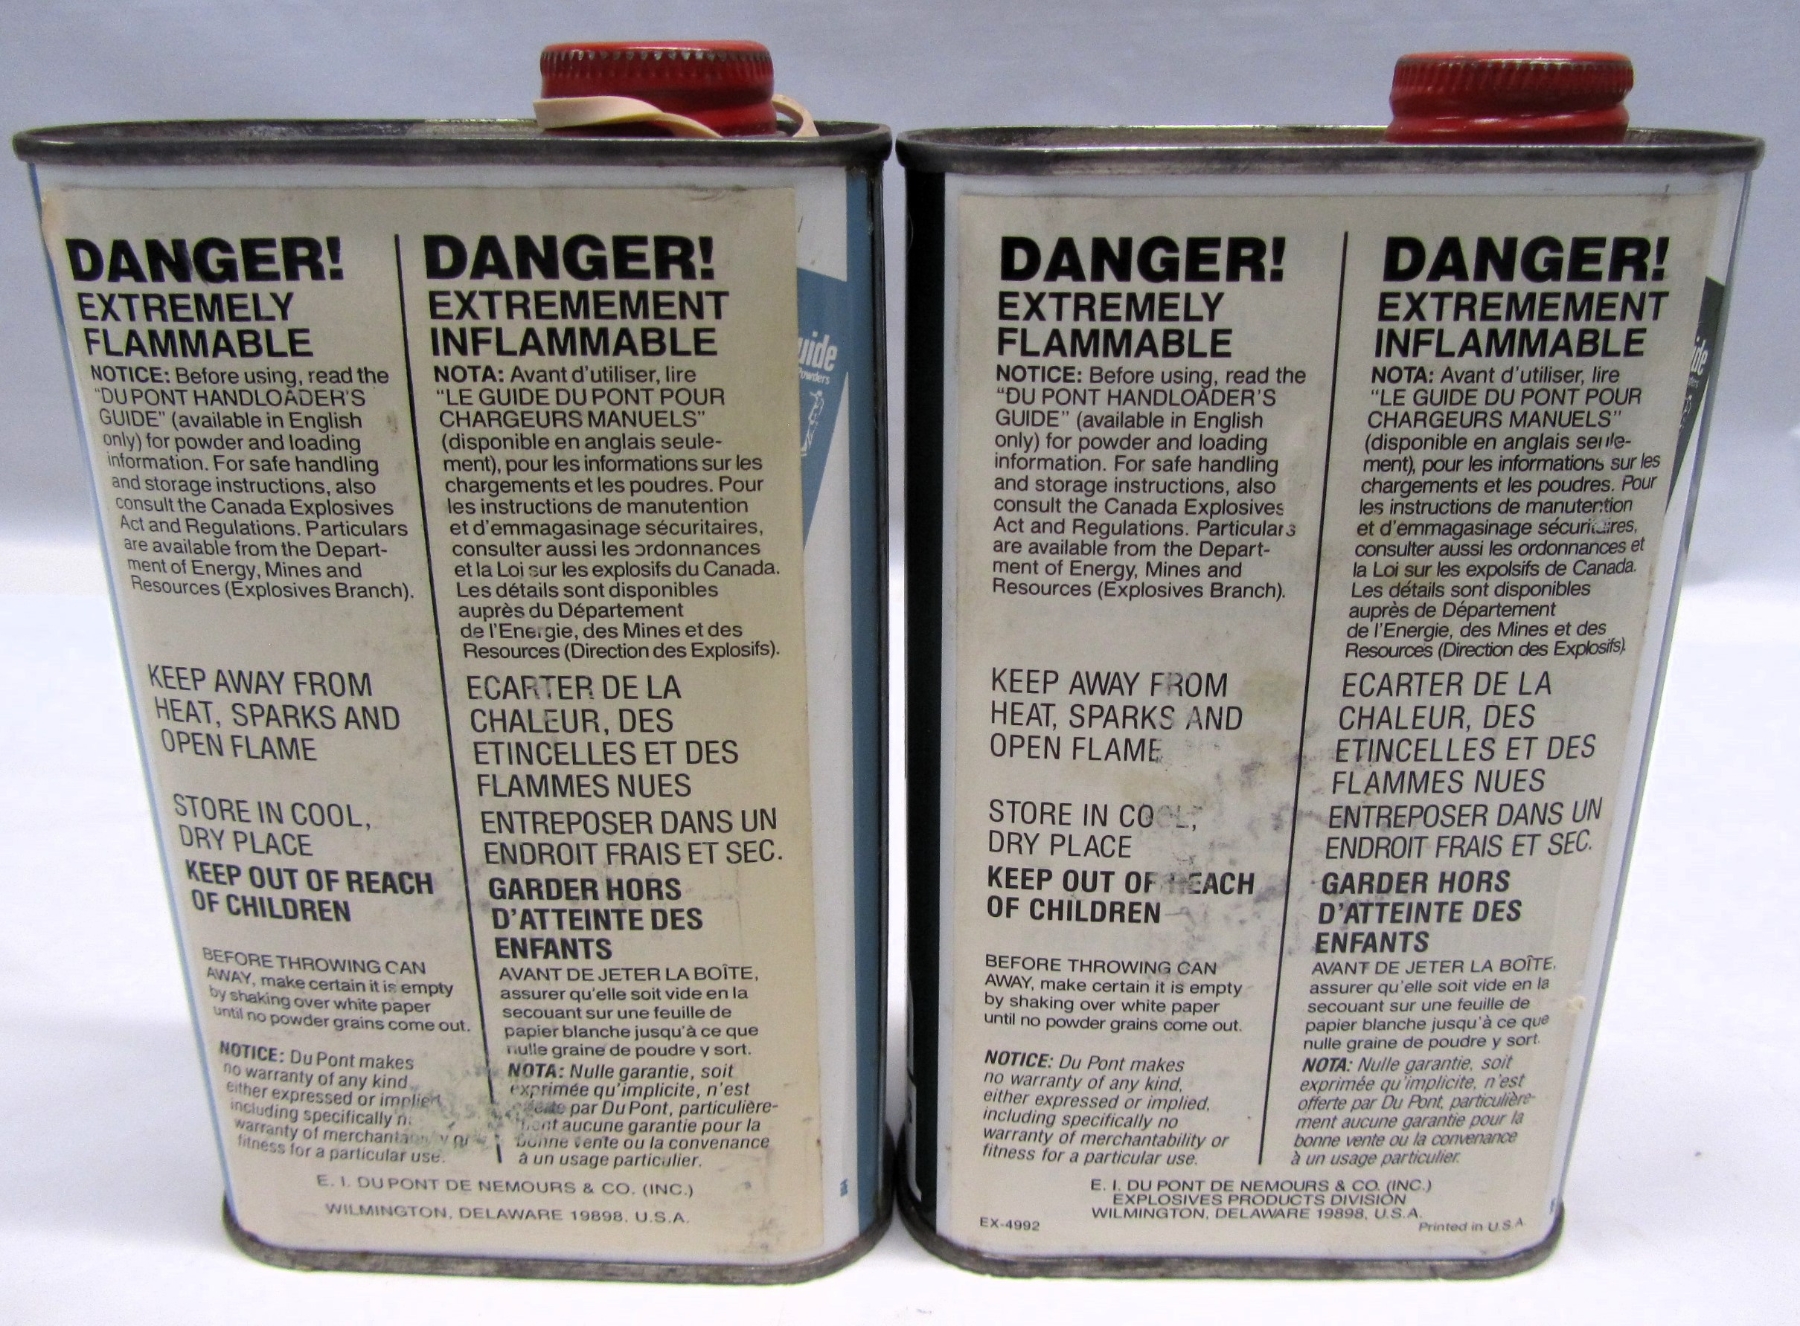 DANGER!
EXTREMELY
FLAMMABLE
NOTICE: Before using, read the
"DU PONT HANDLOADER'S
GUIDE" (available in English
only) for powder and loading
information. For safe handling
and storage instructions, also
consult the Canada Explosives
Act and Regulations. Particulars
are available from the Depart-
ment of Energy, Mines and
Resources (Explosives Branch).
KEEP AWAY FROM
HEAT, SPARKS AND
OPEN FLAME
STORE IN COOL,
DRY PLACE
KEEP OUT OF REACH
OF CHILDREN
BEFORE THROWING CAN
AWAY, make certain it is empty
by shaking over white paper
until no powder grains come out.
NOTICE: Du Pont makes
no warranty of any kind
either expressed or implied
including specifically
warranty of
fitness for a particular use.
DANGER!
EXTREMEMENT
INFLAMMABLE
NOTA: Avant d'utiliser, lire
"LE GUIDE DU PONT POUR
CHARGEURS MANUELS"
(disponible en anglais seule-
ment), pour les informations sur les
chargements et les poudres. Pour
les instructions de manutention
et d'emmagasinage sécuritaires,
consulter aussi les ordonnances
et la Loi sur les explosifs du Canada.
Les détails sont disponibles
auprès du Département
de l'Energie, des Mines et des
Resources (Direction des Explosifs).
ECARTER DE LA
CHALEUR, DES
ETINCELLES ET DES
FLAMMES NUES
ENTREPOSER DANS UN
ENDROIT FRAIS ET SEC.
GARDER HORS
D'ATTEINTE DES
ENFANTS
AVANT DE JETER LA BOÎTE,
assurer qu'elle soit vide en la
secouant sur une feuille de
papier blanche jusqu'à ce que
nulle graine de poudre y sort.
NOTA: Nulle garantie, soit
exprimée qu'implicite, n'est
par Du Pont, particulière-
ment aucune garantie pour la
bonne vente ou la convenance
à un usage particulier.
E. I. DU PONT DE NEMOURS & CO. (INC.)
WILMINGTON, DELAWARE 19898, U.S.A.
uide
Powders
DANGER!
EXTREMELY
FLAMMABLE
NOTICE: Before using, read the
"DU PONT HANDLOADER'S
GUIDE" (available in English
only) for powder and loading
information. For safe handling
and storage instructions, also
consult the Canada Explosives
Act and Regulations. Particulars
are available from the Depart-
ment of Energy, Mines and
Resources (Explosives Branch).
KEEP AWAY FROM
HEAT, SPARKS AND
OPEN FLAME
STORE IN COOL,
DRY PLACE
KEEP OUT OF REACH
OF CHILDREN
BEFORE THROWING CAN
AWAY, make certain it is empty
by shaking over white paper
until no powder grains come out.
NOTICE: Du Pont makes
no warranty of any kind,
either expressed or implied,
including specifically no
warranty of merchantability or
fitness for a particular use.
DANGER!
EXTREMEMENT
INFLAMMABLE
NOTA: Avant d'utiliser, lire
"LE GUIDE DU PONT POUR
CHARGEURS MANUELS"
(disponible en anglais seule-
ment), pour les informations sur les
chargements et les poudres. Pour
les instructions de manutention
et d'emmagasinage sécuritaires,
consulter aussi les ordonnances et
la Loi sur les expolsifs de Canada.
Les détails sont disponibles
auprès de Département
de l'Energie, des Mines et des
Resources (Direction des Explosifs).
ECARTER DE LA
CHALEUR, DES
ETINCELLES ET DES
FLAMMES NUES
ENTREPOSER DANS UN
ENDROIT FRAIS ET SEC.
GARDER HORS
D'ATTEINTE DES
ENFANTS
AVANT DE JETER LA BOÎTE,
assurer qu'elle soit vide en la
secouant sur une feuille de
papier blanche jusqu'à ce que
nulle graine de poudre y sort.
NOTA: Nulle garantie, soit
exprimée qu'implicite, n'est
offerte par Du Pont, particulière-
ment aucune garantie pour la
bonne vente ou la convenance
à un usage particulier.
E. I. DU PONT DE NEMOURS & CO. (INC.)
EXPLOSIVES PRODUCTS DIVISION
WILMINGTON, DELAWARE 19898, U.S.A.
EX-4992
Printed in U.S.A.
ide